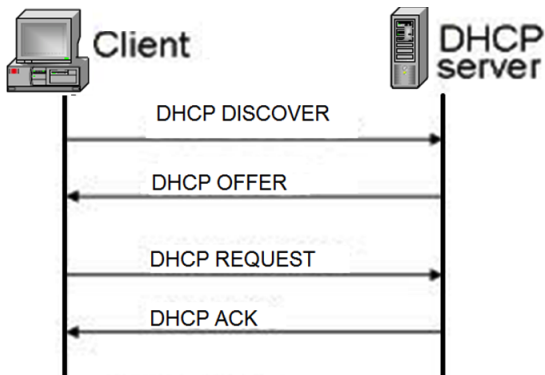 Client
DHCP
server
DHCP DISCOVER
DHCP OFFER
DHCP REQUEST
DHCP ACK